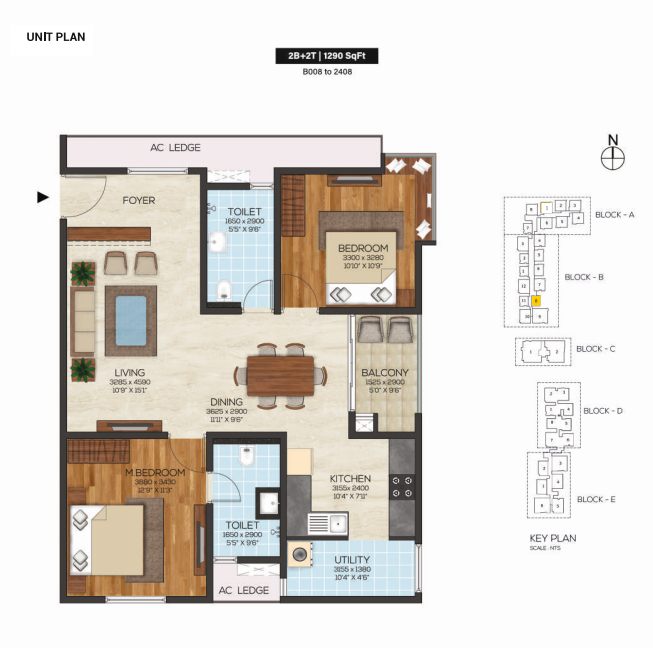 UNIT PLAN
2B+2T | 1290 SqFt
B008 to 2408
AC LEDGE
FOYER
TOILET
1650 x 2900
5'5" X 9'6"
BEDROOM
3300 x 3280
10'10" X 10'9"
LIVING
3285 x 4590
10'9" X 15'1"
DINING
3625 x 2900
11'11" X 9'6"
BALCONY
1525 x 2900
5'0" X 9'6"
M.BEDROOM
3880 x 3430
12'9" X 11'3"
TOILET
1650 x 2900
5'5" X 9'6"
KITCHEN
3155x 2400
10'4" X 7'11"
UTILITY
3155 x 1380
10'4" X 4'6"
AC LEDGE
N
BLOCK - A
BLOCK - B
BLOCK - C
1 2
BLOCK - D
BLOCK - E
KEY PLAN
SCALE - NTS